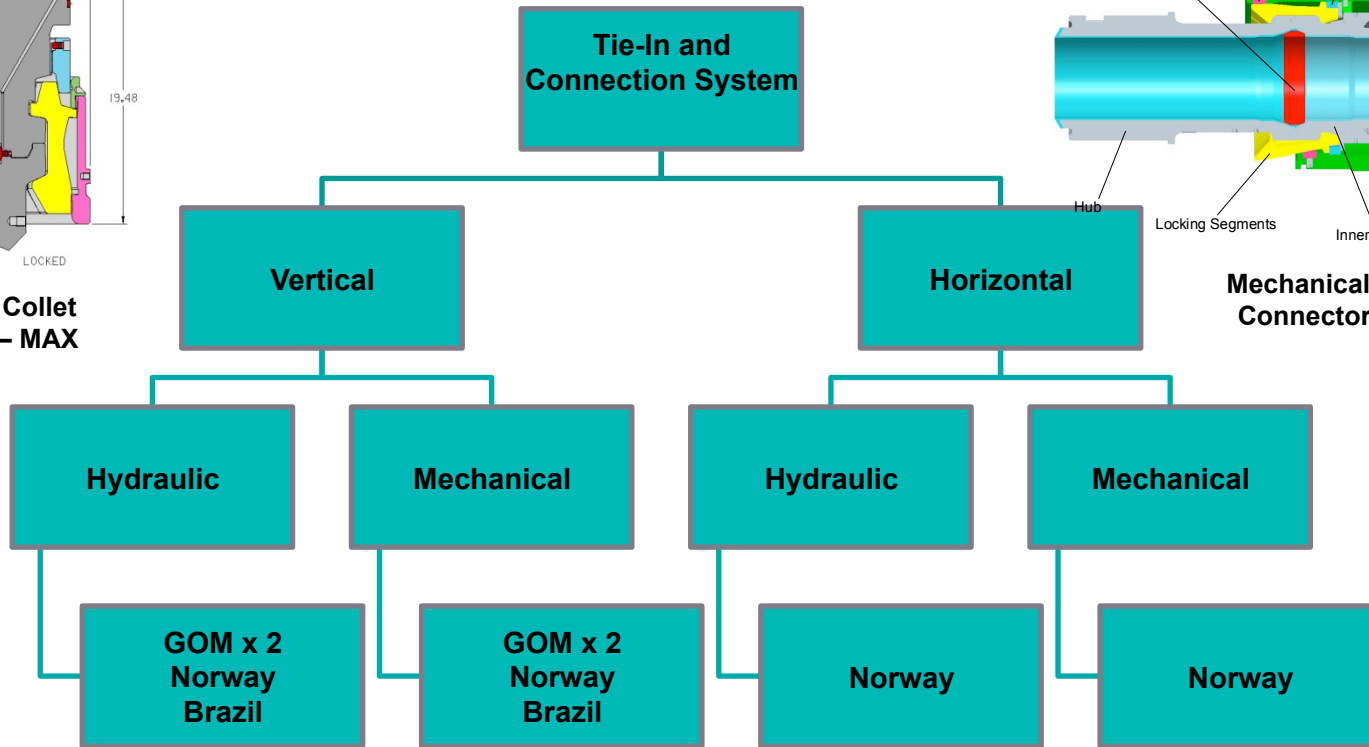 Tie-In and
Connection System
19.48
LOCKED
Collet
– MAX
Hub
Locking Segments
Inner
Mechanical
Connector
Vertical
Horizontal
Hydraulic
Mechanical
Hydraulic
Mechanical
GOM x 2
Norway
Brazil
GOM x 2
Norway
Brazil
Norway
Norway